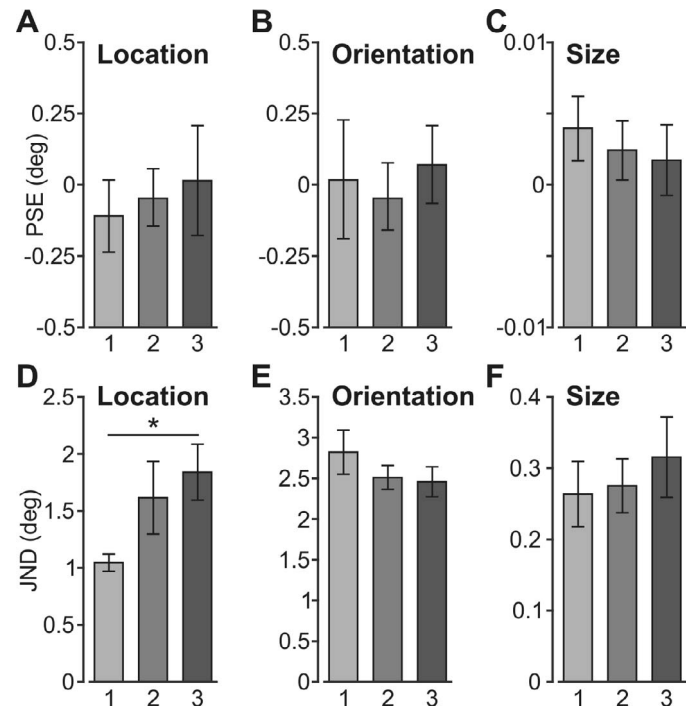 A Location
B Orientation
C Size
PSE (deg)
0.5
0.25
0
-0.25
-0.5
1 2 3
0.5
0.25
0
-0.25
-0.5
1 2 3
0.01
0
-0.01
1 2 3
D Location
E Orientation
F Size
JND (deg)
2.5
2
1.5
1
0.5
0
*
1 2 3
3.5
3
2.5
2
1.5
1
0.5
0
1 2 3
0.4
0.3
0.2
0.1
0
1 2 3